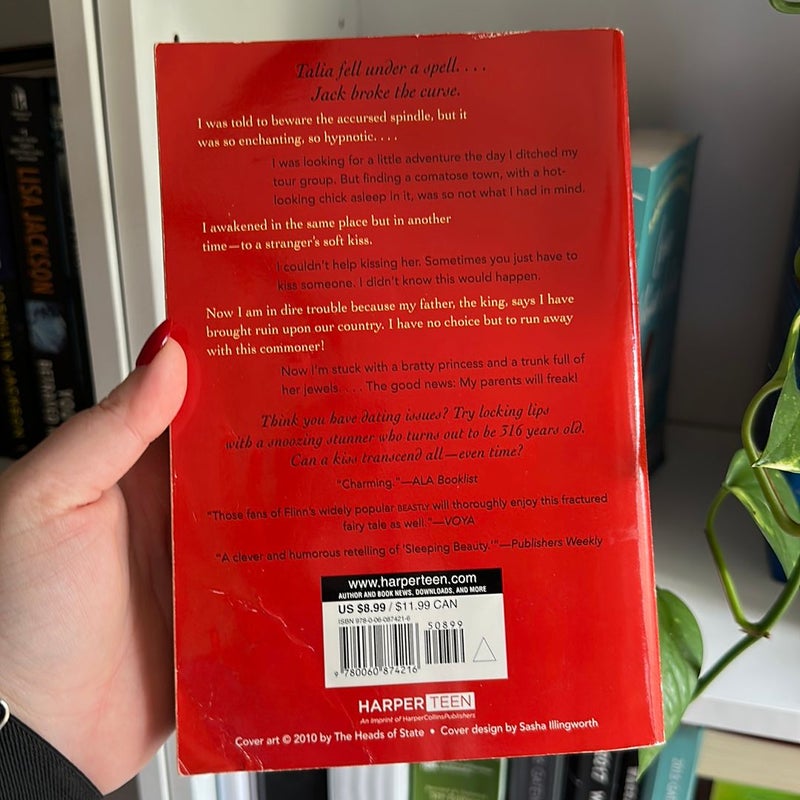 Talia fell under a spell. . . .
Jack broke the curse.
I was told to beware the accursed spindle, but it
was so enchanting, so hypnotic. . . .
I was looking for a little adventure the day I ditched my
tour group. But finding a comatose town, with a hot-
looking chick asleep in it, was so not what I had in mind.
I awakened in the same place but in another
time—to a stranger's soft kiss.
I couldn't help kissing her. Sometimes you just have to
kiss someone. I didn't know this would happen.
Now I am in dire trouble because my father, the king, says I have
brought ruin upon our country. I have no choice but to run away
with this commoner!
Now I'm stuck with a bratty princess and a trunk full of
her jewels. . . . The good news: My parents will freak!
Think you have dating issues? Try locking lips
with a snoozing stunner who turns out to be 316 years old.
Can a kiss transcend all—even time?
"Charming."—ALA Booklist
"Those fans of Flinn's widely popular BEASTLY will thoroughly enjoy this fractured
fairy tale as well."—VOYA
"A clever and humorous retelling of 'Sleeping Beauty.'"—Publishers Weekly
www.harperteen.com
AUTHOR AND BOOK NEWS, DOWNLOADS, AND MORE
US $8.99 / $11.99 CAN
ISBN 978-0-06-087421-6
50899
9 780060 874216
HARPER TEEN
An Imprint of HarperCollinsPublishers
Cover art © 2010 by The Heads of State • Cover design by Sasha Illingworth
LISA JACKSON